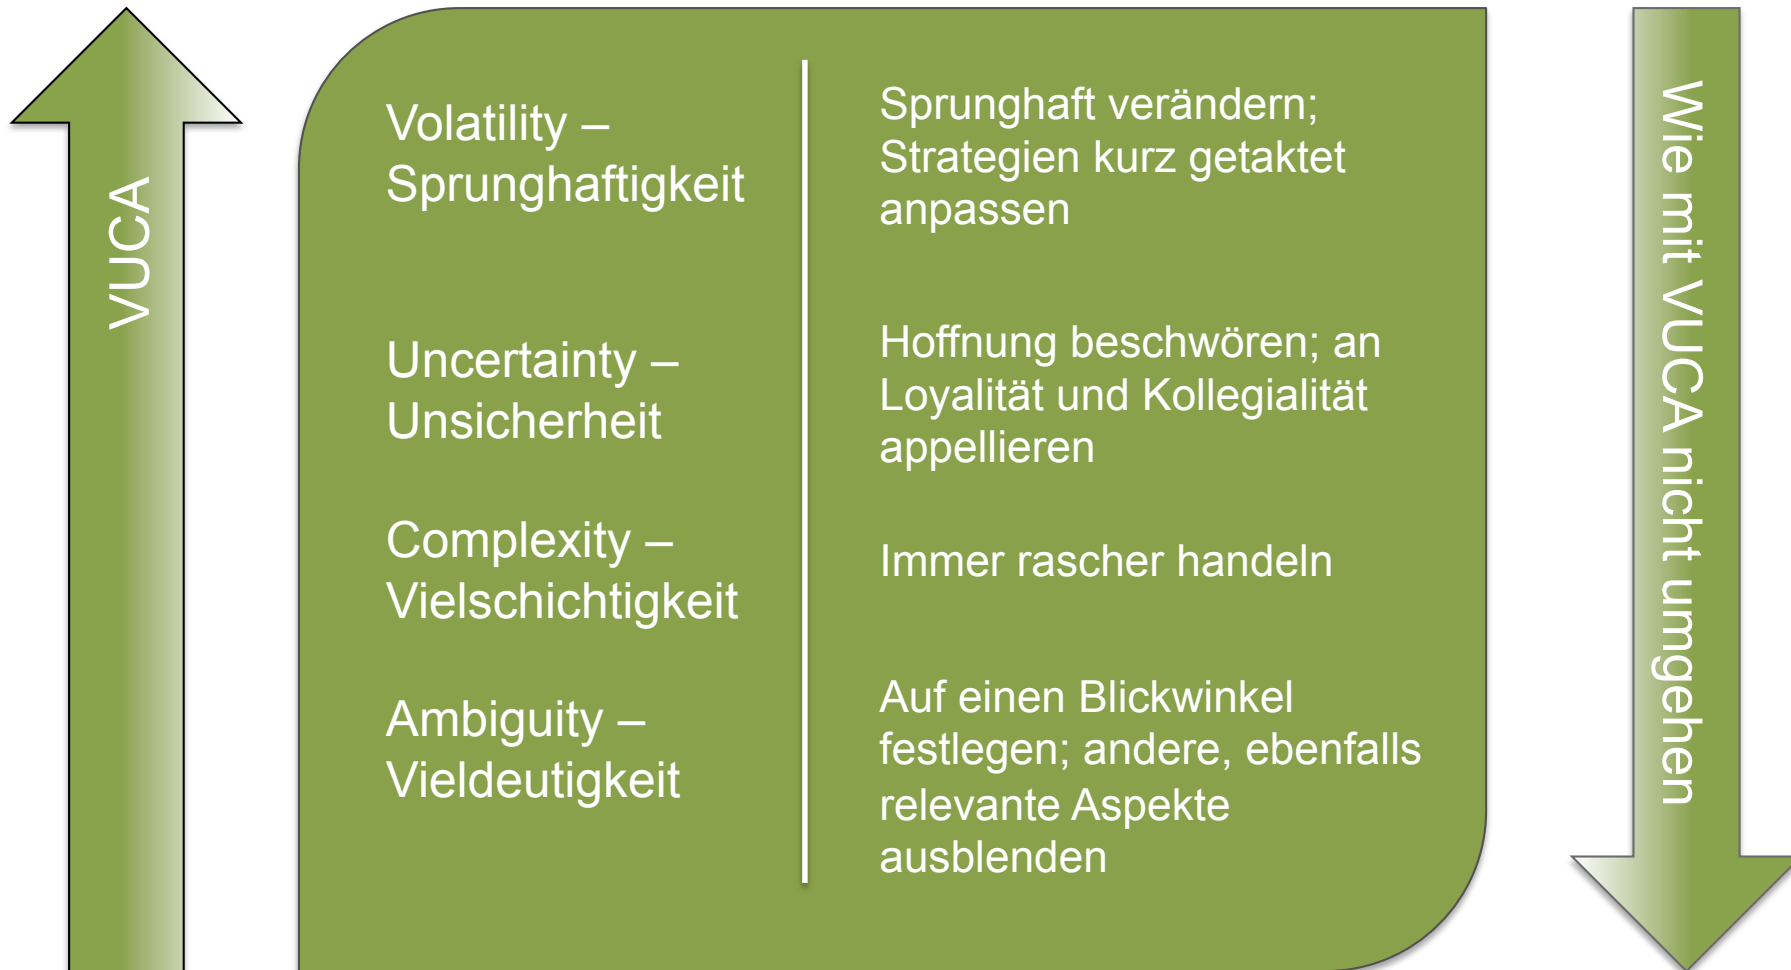 VUCA
Volatility –
Sprunghaftigkeit
Sprunghaft verändern;
Strategien kurz getaktet
anpassen
Uncertainty –
Unsicherheit
Hoffnung beschwören; an
Loyalität und Kollegialität
appellieren
Complexity –
Vielschichtigkeit
Immer rascher handeln
Ambiguity –
Vieldeutigkeit
Auf einen Blickwinkel
festlegen; andere, ebenfalls
relevante Aspekte
ausblenden
Wie mit VUCA nicht umgehen